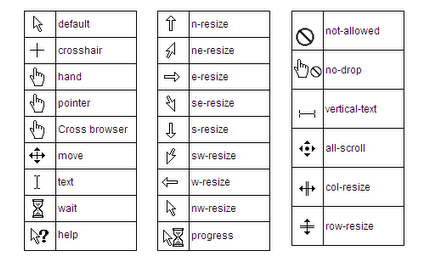 default
crosshair
hand
pointer
Cross browser
move
text
wait
help
n-resize
ne-resize
e-resize
se-resize
s-resize
sw-resize
w-resize
nw-resize
progress
not-allowed
no-drop
vertical-text
all-scroll
col-resize
row-resize